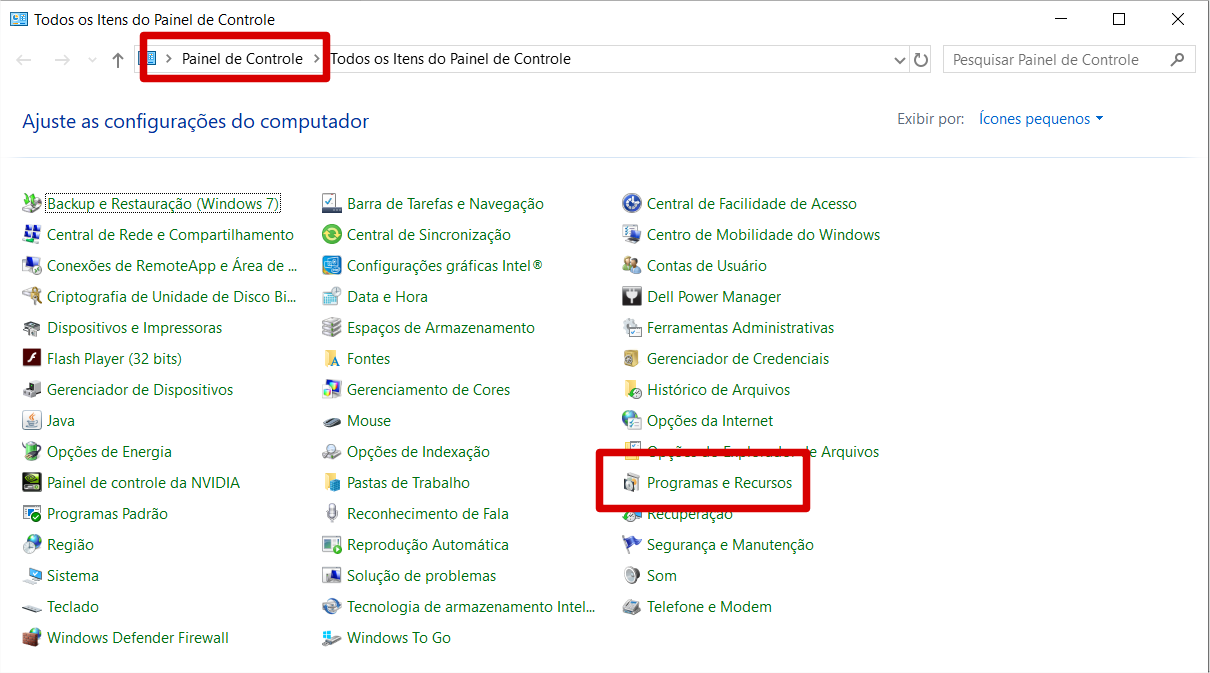 Todos os Itens do Painel de Controle
Painel de Controle
Todos os Itens do Painel de Controle
Pesquisar Painel de Controle
Ajuste as configurações do computador
Exibir por: Ícones pequenos
Backup e Restauração (Windows 7)
Barra de Tarefas e Navegação
Central de Facilidade de Acesso
Central de Rede e Compartilhamento
Central de Sincronização
Centro de Mobilidade do Windows
Conexões de RemoteApp e Área de ...
Configurações gráficas Intel®
Contas de Usuário
Criptografia de Unidade de Disco Bi...
Data e Hora
Dell Power Manager
Dispositivos e Impressoras
Espaços de Armazenamento
Ferramentas Administrativas
Flash Player (32 bits)
Fontes
Gerenciador de Credenciais
Gerenciador de Dispositivos
Gerenciamento de Cores
Histórico de Arquivos
Java
Mouse
Opções da Internet
Opções de Energia
Opções de Indexação
Opções do Explorador de Arquivos
Painel de controle da NVIDIA
Pastas de Trabalho
Programas e Recursos
Programas Padrão
Reconhecimento de Fala
Recuperação
Região
Reprodução Automática
Segurança e Manutenção
Sistema
Solução de problemas
Som
Teclado
Tecnologia de armazenamento Intel...
Telefone e Modem
Windows Defender Firewall
Windows To Go